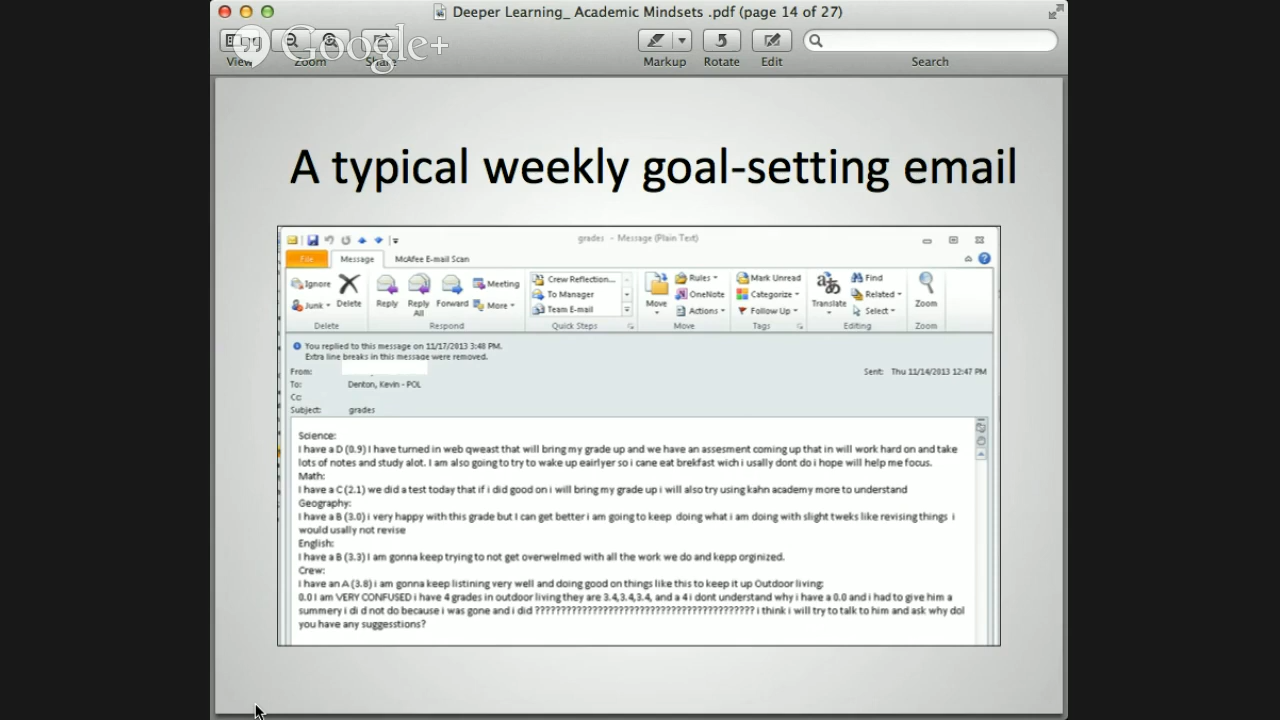 Deeper Learning_ Academic Mindsets .pdf (page 14 of 27)
Google+
View Zoom Share Markup Rotate Edit Search
A typical weekly goal-setting email
grades - Message (Plain Text)
File Message McAfee E-mail Scan
Ignore Meeting Crew Reflection... Rules Mark Unread Find
To Manager OneNote Categorize Related
Junk Delete Reply Reply All Forward More Team E-mail Move Actions Follow Up Translate Select Zoom
Delete Respond Quick Steps Move Tags Editing Zoom
You replied to this message on 11/17/2013 3:48 PM.
Extra line breaks in this message were removed.
From: Sent: Thu 11/14/2013 12:47 PM
To: Denton, Kevin - POL
Cc:
Subject: grades
Science:
I have a D (0.9) I have turned in web qweast that will bring my grade up and we have an assesment coming up that in will work hard on and take
lots of notes and study alot. I am also going to try to wake up eairlyer so i cane eat brekfast wich i usally dont do i hope will help me focus.
Math:
I have a C (2.1) we did a test today that if i did good on i will bring my grade up i will also try using kahn academy more to understand
Geography:
I have a B (3.0) i very happy with this grade but I can get better i am going to keep doing what i am doing with slight tweks like revising things i
would usally not revise
English:
I have a B (3.3) I am gonna keep trying to not get overwelmed with all the work we do and kepp orginized.
Crew:
I have an A (3.8) i am gonna keep listining very well and doing good on things like this to keep it up Outdoor living:
0.0 I am VERY CONFUSED i have 4 grades in outdoor living they are 3.4,3.4,3.4, and a 4 i dont understand why i have a 0.0 and i had to give him a
summery i di d not do because i was gone and i did ?????????????????????????????????????????? i think i will try to talk to him and ask why doI
you have any suggesstions?